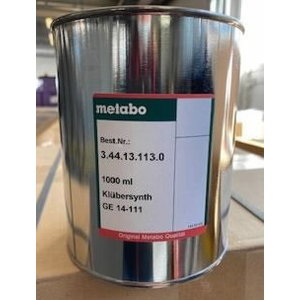 metabo
Best.Nr.:
3.44.13.113.0
1000 ml
Klübersynth
GE 14-111
Original Metabo Qualität